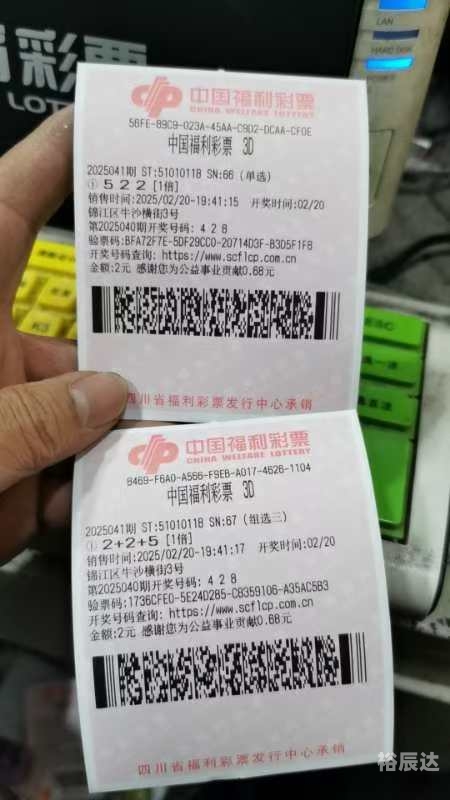 彩票
LOTT
LAN
HARD DISK
POWER
中国福利彩票
CHINA WELFARE LOTTERY
56FE-89C9-023A-45AA-C9D2-DCAA-CF0E
中国福利彩票 3D
2025041期 ST:51010118 SN:66 (单选)
① 5 2 2 [1倍]
销售时间:2025/02/20-19:41:15 开奖时间:02/20
锦江区牛沙横街3号
第2025040期开奖号码: 4 2 8
验票码:BFA72F7E-5DF29CC0-20714D3F-B3D5F1FB
开奖号码查询: https://www.scflcp.com.cn
金额:2元 感谢您为公益事业贡献0.68元
四川省福利彩票发行中心承销
ESC
K3
中国福利彩票
CHINA WELFARE LOTTERY
8469-F6A0-A566-F9EB-A017-4626-1104
中国福利彩票 3D
2025041期 ST:51010118 SN:67 (组选三)
① 2+2+5 [1倍]
销售时间:2025/02/20-19:41:17 开奖时间:02/20
锦江区牛沙横街3号
第2025040期开奖号码: 4 2 8
验票码:1736CFE0-5E24D285-C8359106-A35AC5B3
开奖号码查询: https://www.scflcp.com.cn
金额:2元 感谢您为公益事业贡献0.68元
四川省福利彩票发行中心承销
裕辰达